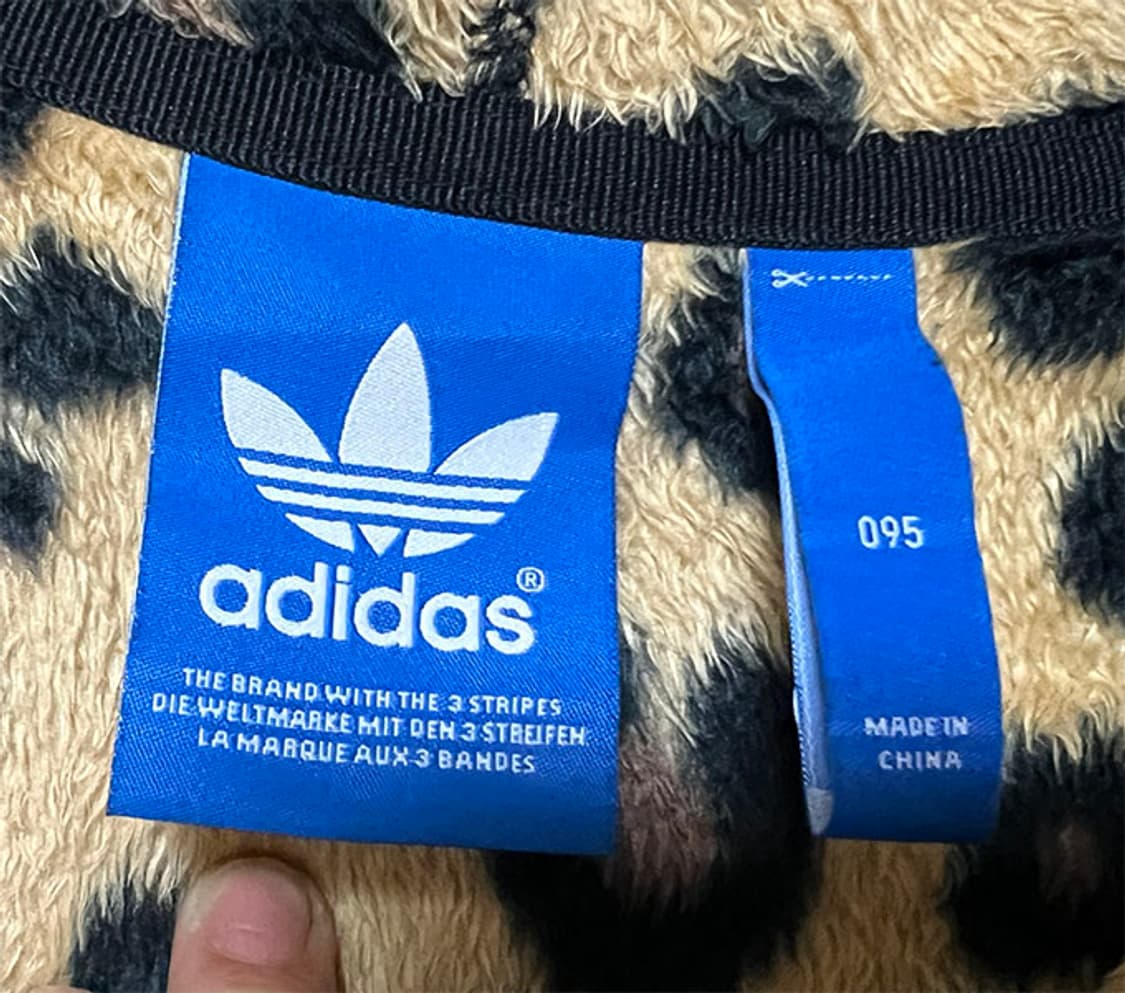 adidas®
THE BRAND WITH THE 3 STRIPES
DIE WELTMARKE MIT DEN 3 STREIFEN
LA MARQUE AUX 3 BANDES
095
MADE IN
CHINA